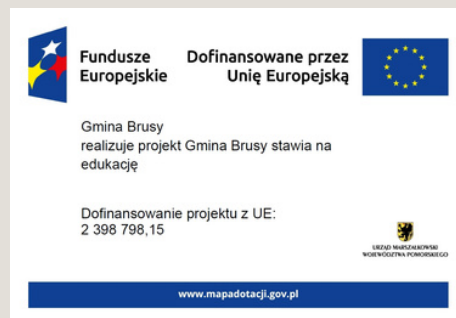 Fundusze
Europejskie
Dofinansowane przez
Unię Europejską
Gmina Brusy
realizuje projekt Gmina Brusy stawia na
edukację
Dofinansowanie projektu z UE:
2 398 798,15
URZĄD MARSZAŁKOWSKI
WOJEWÓDZTWA POMORSKIEGO
www.mapadotacji.gov.pl